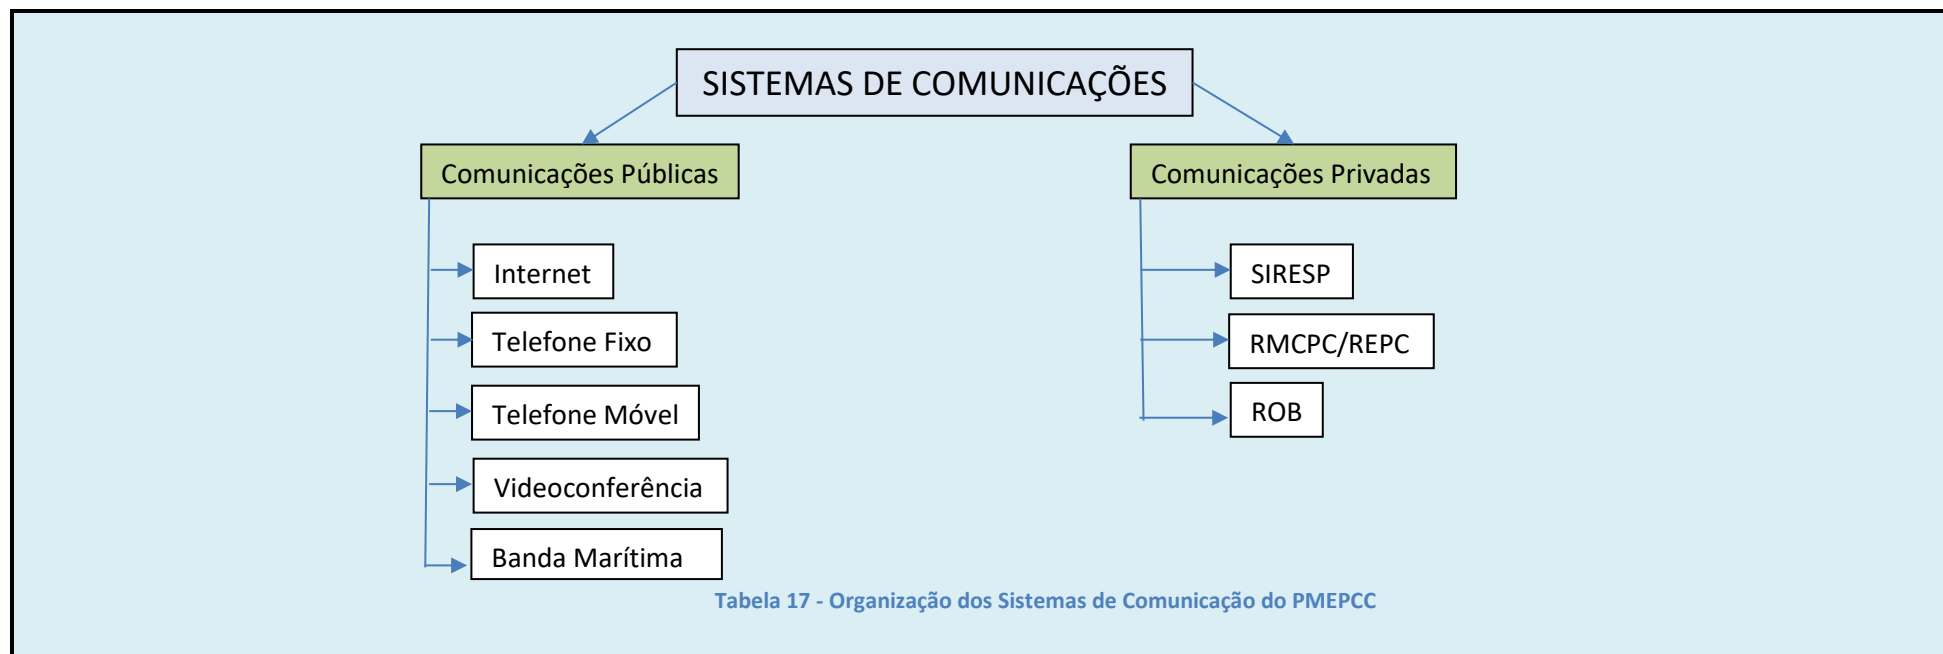 SISTEMAS DE COMUNICAÇÕES
Comunicações Públicas
Internet
Telefone Fixo
Telefone Móvel
Videoconferência
Banda Marítima
Comunicações Privadas
SIRESP
RMCPC/REPC
ROB
Tabela 17 - Organização dos Sistemas de Comunicação do PMEPCC